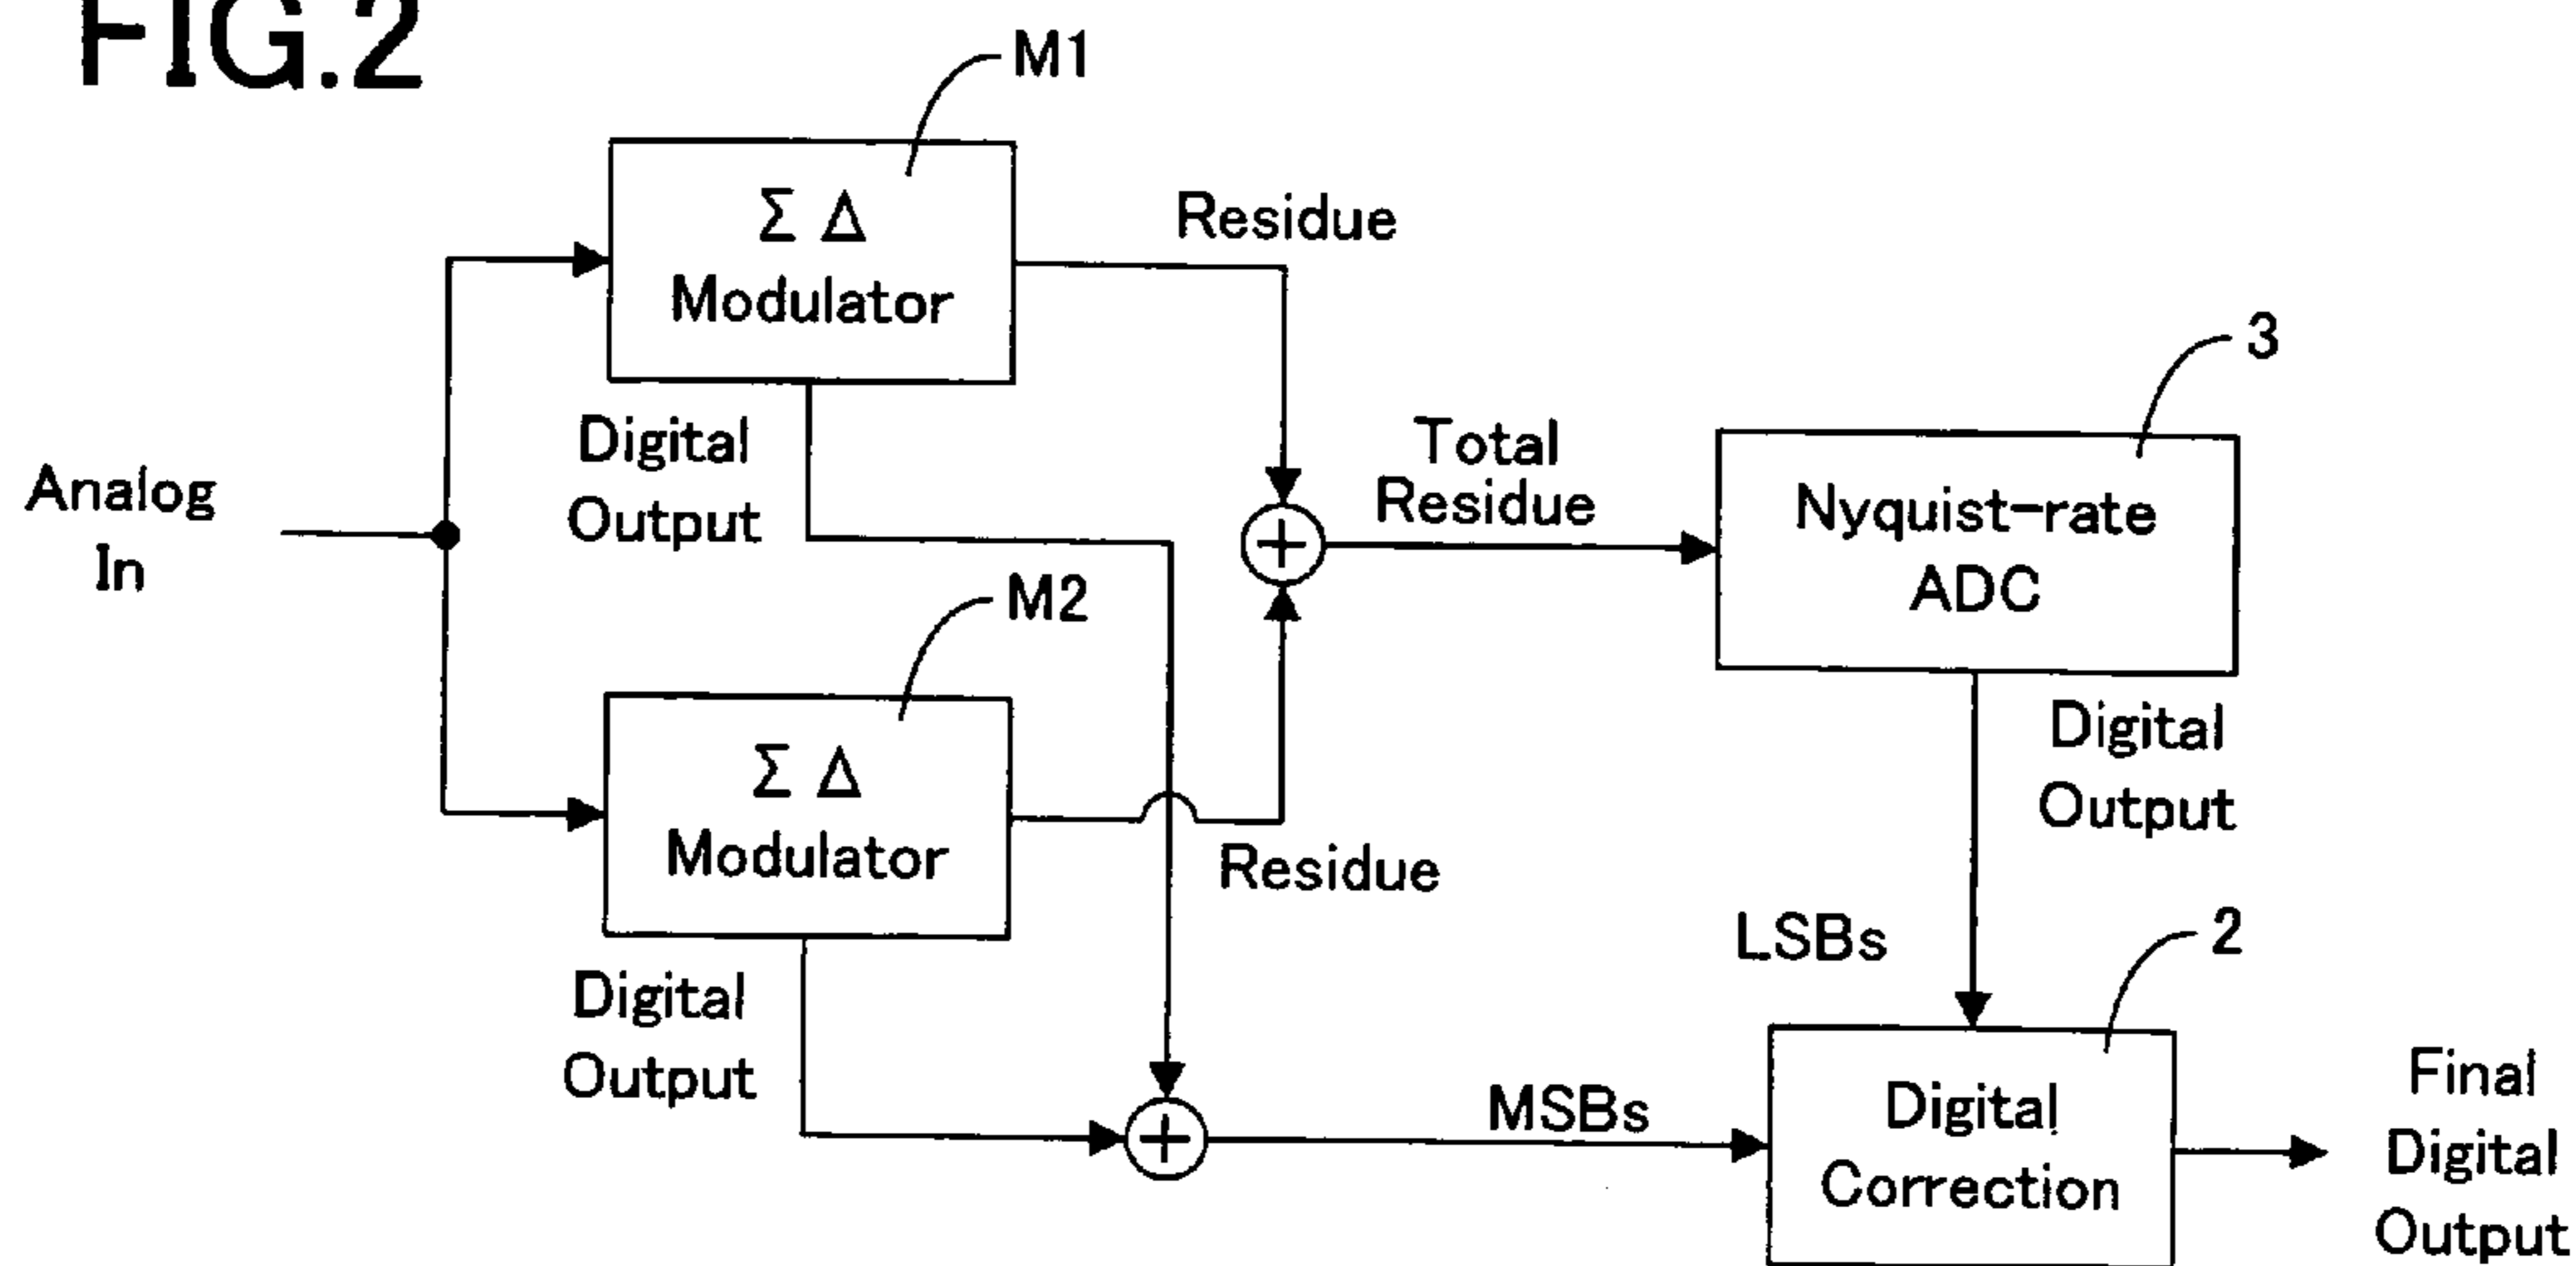 FIG.2
M1
Σ Δ
Modulator
Residue
3
Digital
Output
Total
Residue
Nyquist-rate
ADC
Analog
In
M2
Σ Δ
Modulator
Residue
Digital
Output
LSBs
2
Digital
Output
MSBs
Digital
Correction
Final
Digital
Output